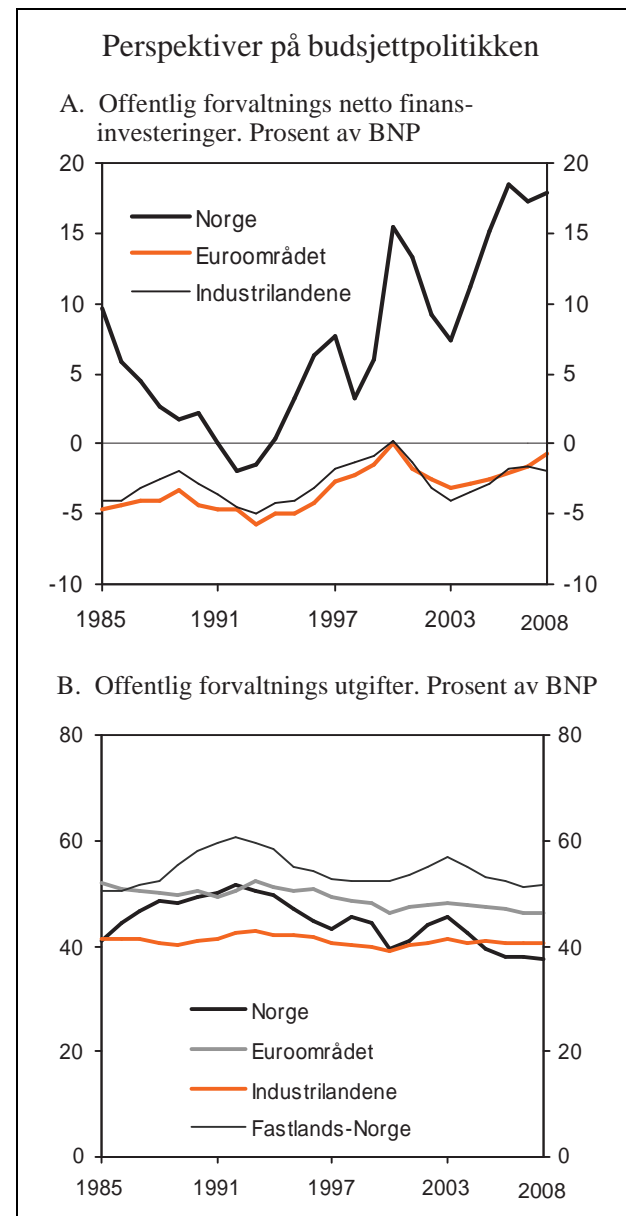 Perspektiver på budsjettpolitikken
A. Offentlig forvaltnings netto finans-
investeringer. Prosent av BNP
20 20
15 15
10 10
5 5
0 0
-5 -5
-10 -10
Norge
Euroområdet
Industrilandene
1985 1991 1997 2003 2008
B. Offentlig forvaltnings utgifter. Prosent av BNP
80 80
60 60
40 40
20 20
0 0
Norge
Euroområdet
Industrilandene
Fastlands-Norge
1985 1991 1997 2003 2008